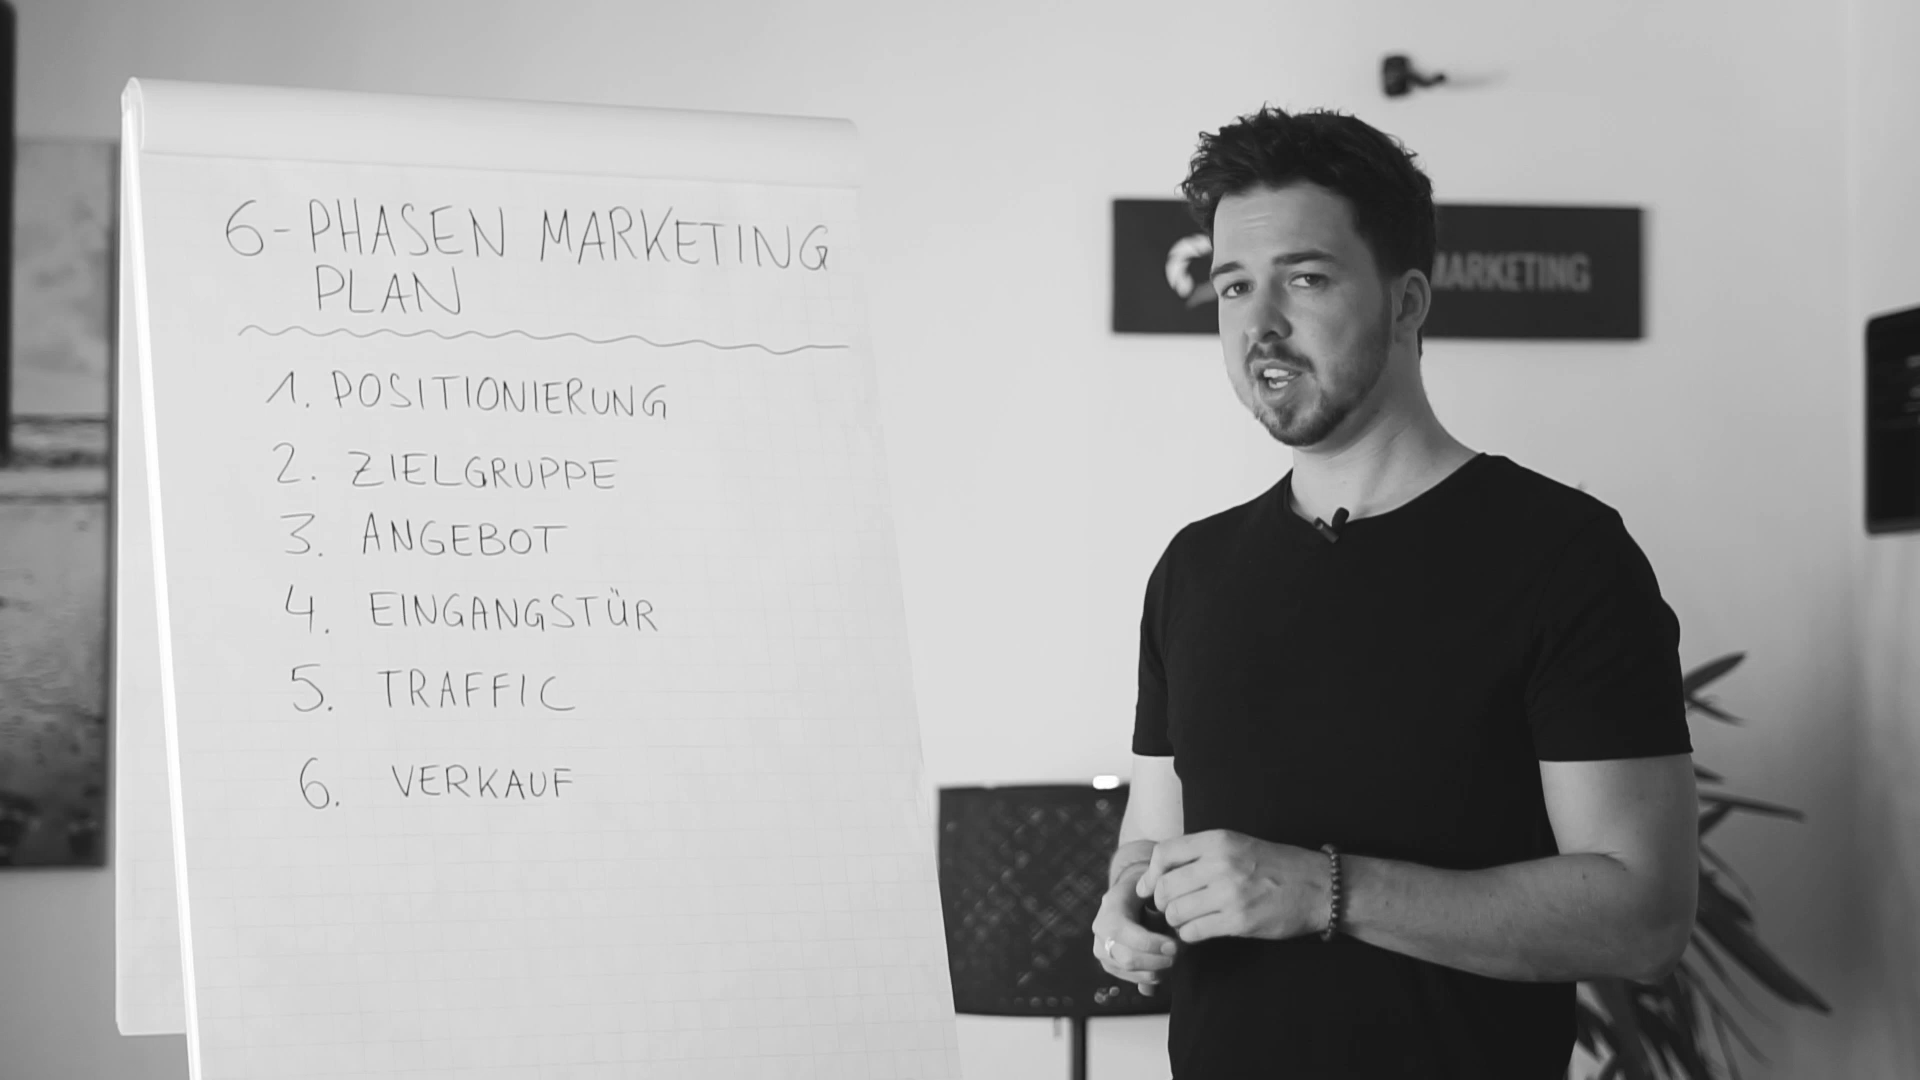 6-PHASEN MARKETING
PLAN
1. POSITIONIERUNG
2. ZIELGRUPPE
3. ANGEBOT
4. EINGANGSTÜR
5. TRAFFIC
6. VERKAUF
MARKETING